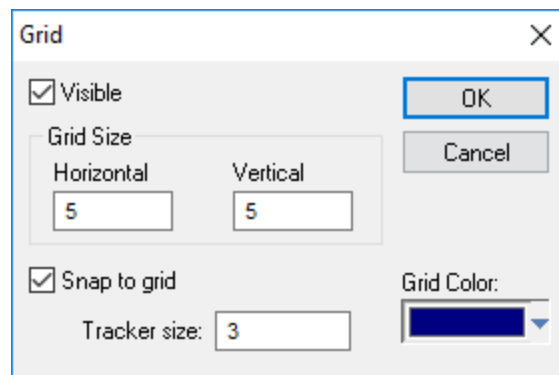 Grid
Visible
OK
Grid Size
Cancel
Horizontal Vertical
5 5
Snap to grid
Grid Color:
Tracker size: 3